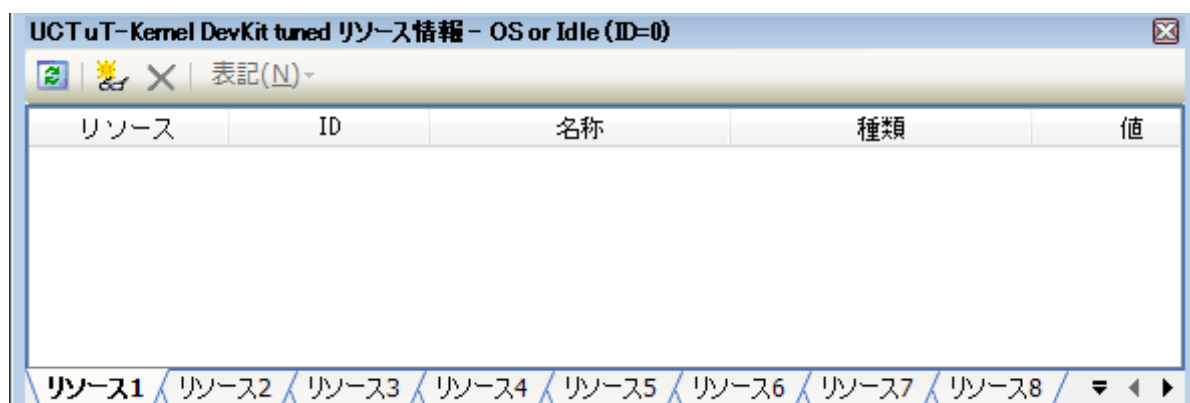 UCT uT-Kernel DevKit tuned リソース情報 - OS or Idle (ID=0)
表記(N)
リソース ID 名称 種類 値
リソース1 リソース2 リソース3 リソース4 リソース5 リソース6 リソース7 リソース8